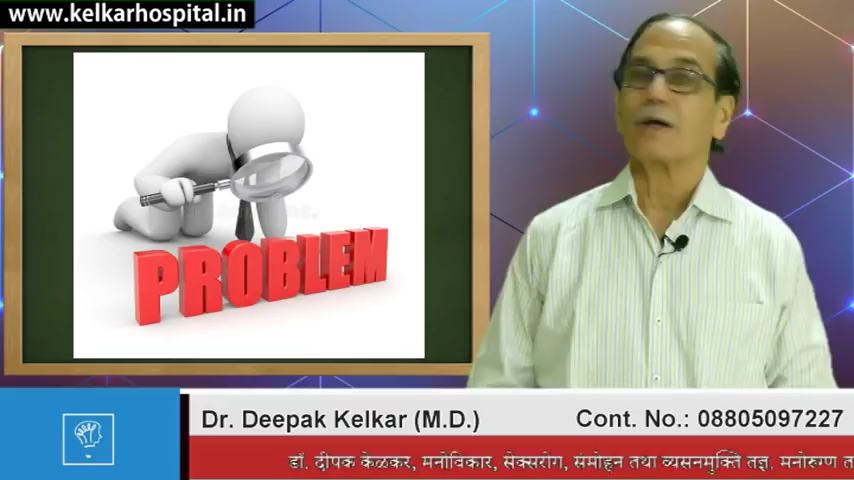 www.kelkarhospital.in
PROBLEM
Dr. Deepak Kelkar (M.D.)
Cont. No.: 08805097227
डॉ. दीपक केळकर, मनोविकार, सेक्सरोग, संमोहन तथा व्यसनमुक्ति तज्ञ. मनोरुग्ण त